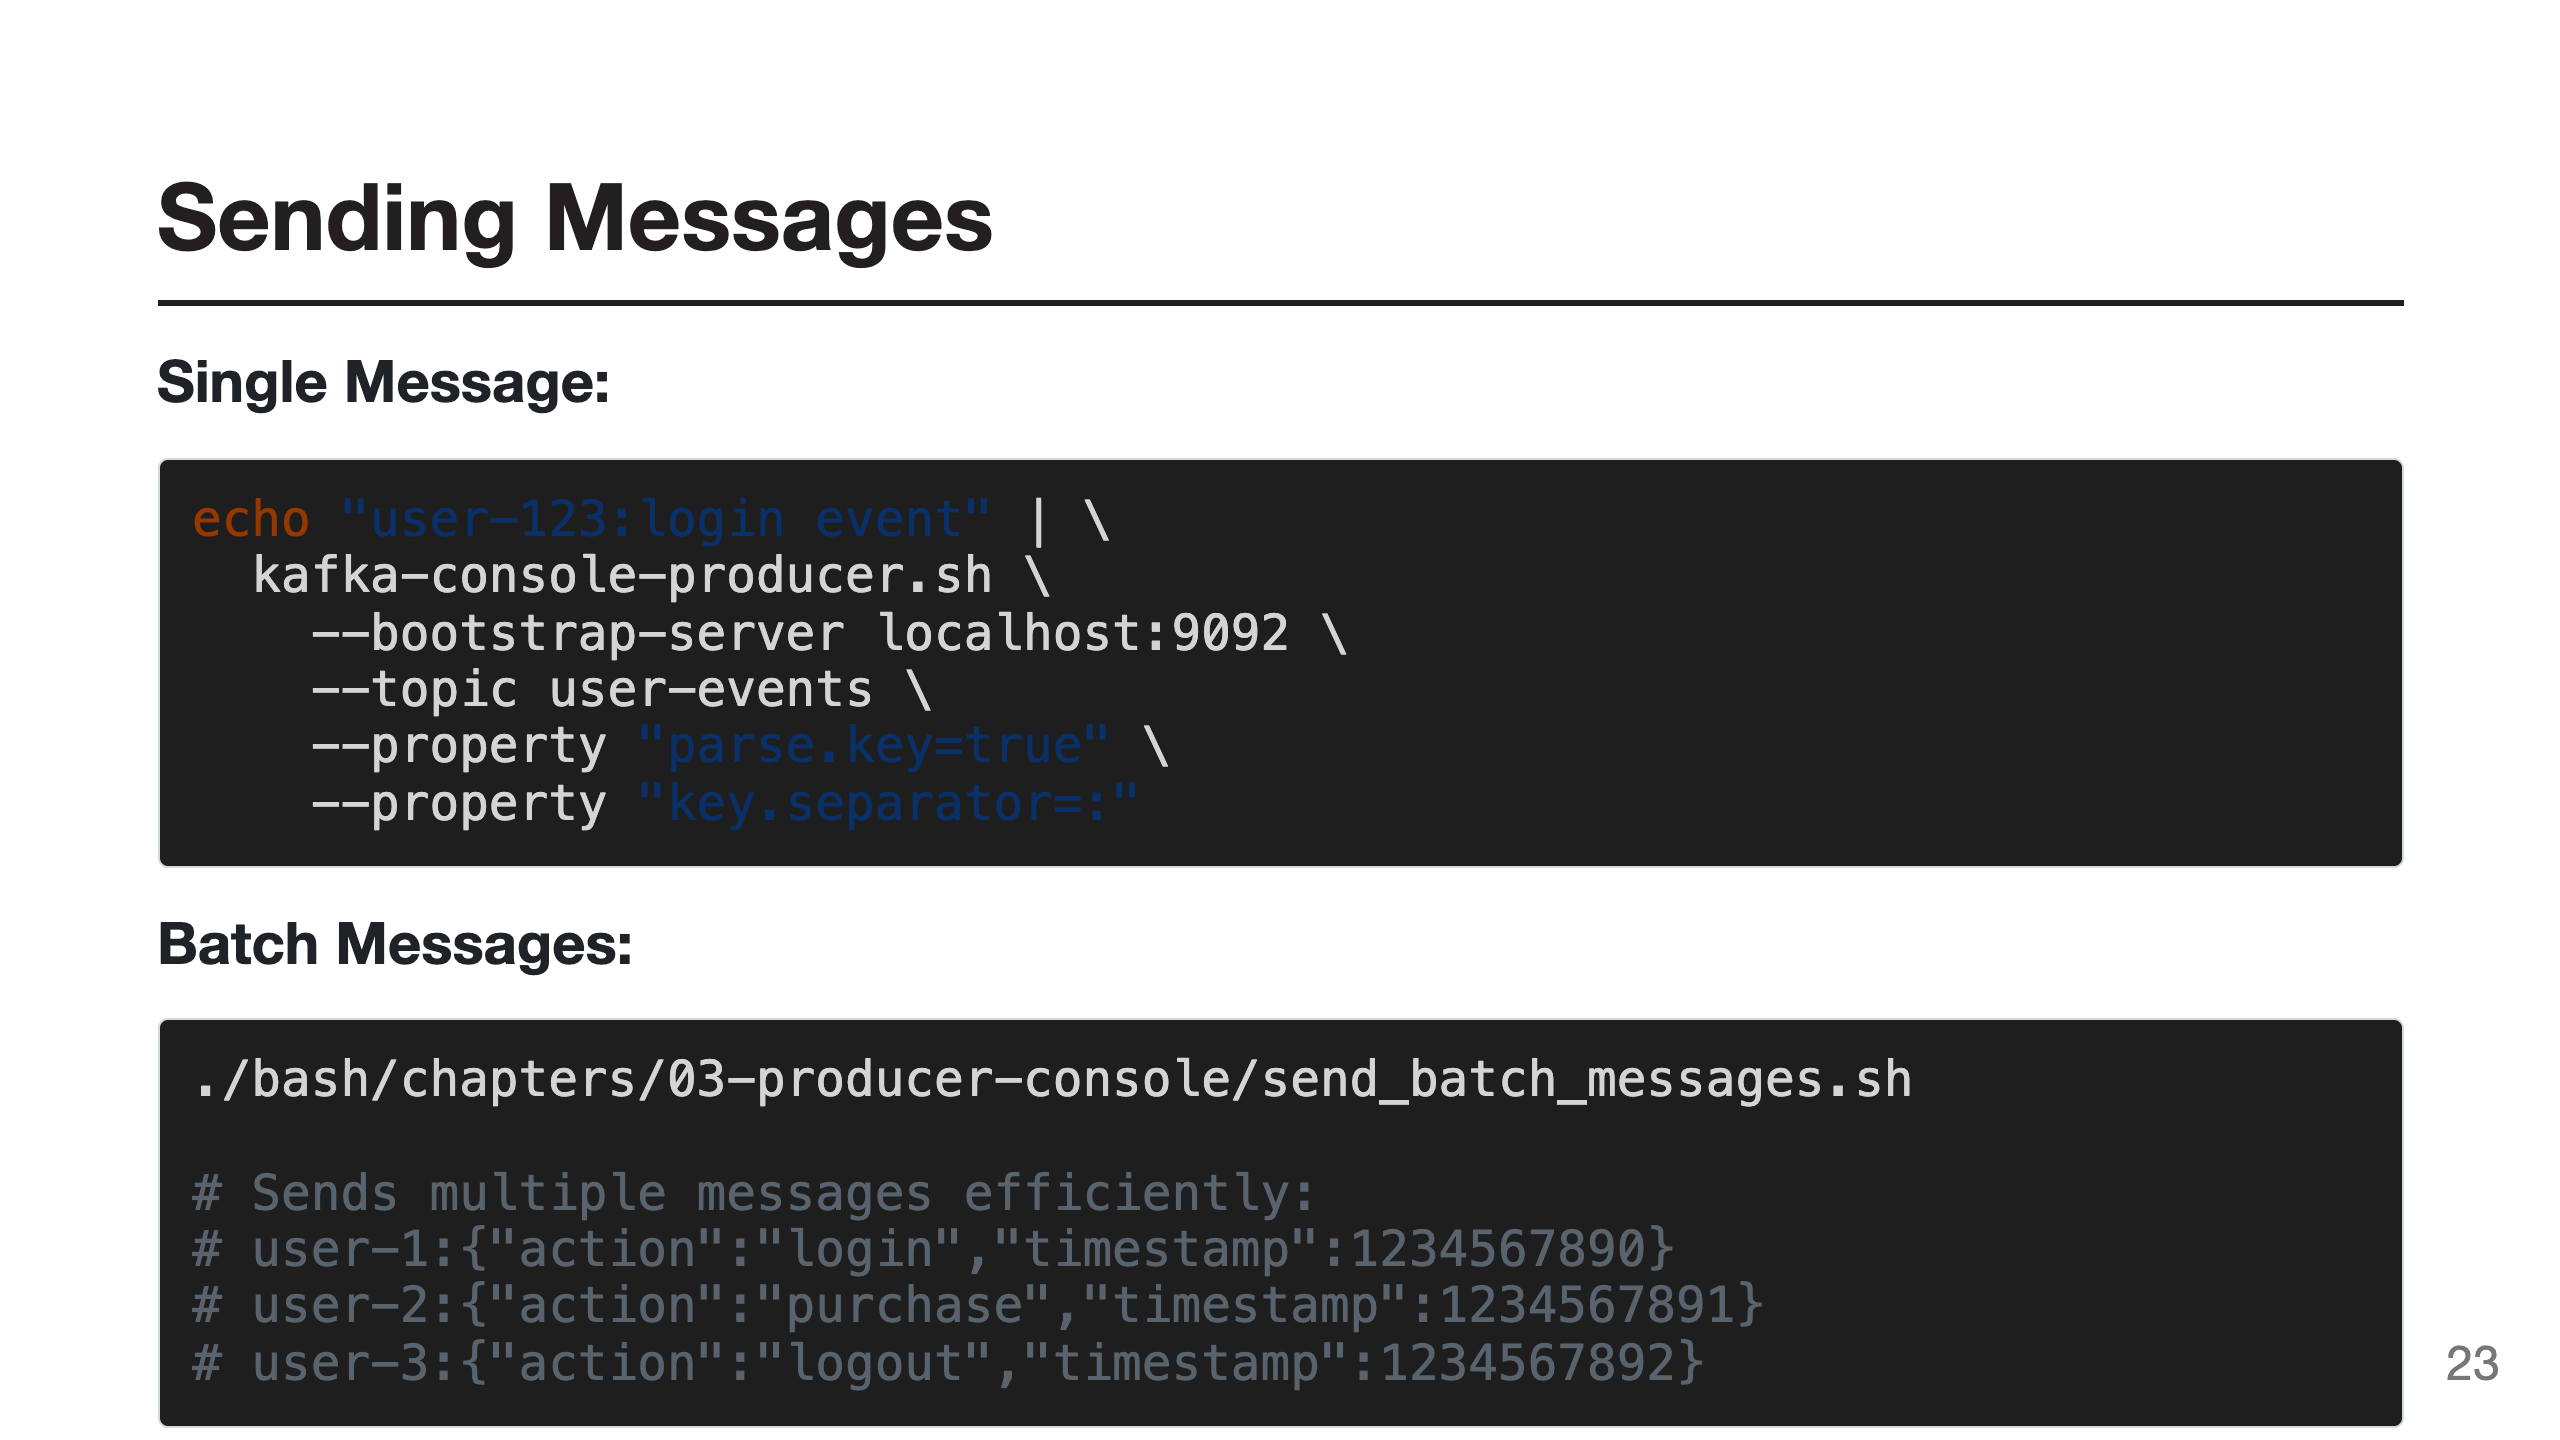 Sending Messages
Single Message:
echo "user-123:login event" | \
  kafka-console-producer.sh \
    --bootstrap-server localhost:9092 \
    --topic user-events \
    --property "parse.key=true" \
    --property "key.separator=:"
Batch Messages:
./bash/chapters/03-producer-console/send_batch_messages.sh
# Sends multiple messages efficiently:
# user-1:{"action":"login","timestamp":1234567890}
# user-2:{"action":"purchase","timestamp":1234567891}
# user-3:{"action":"logout","timestamp":1234567892}
23